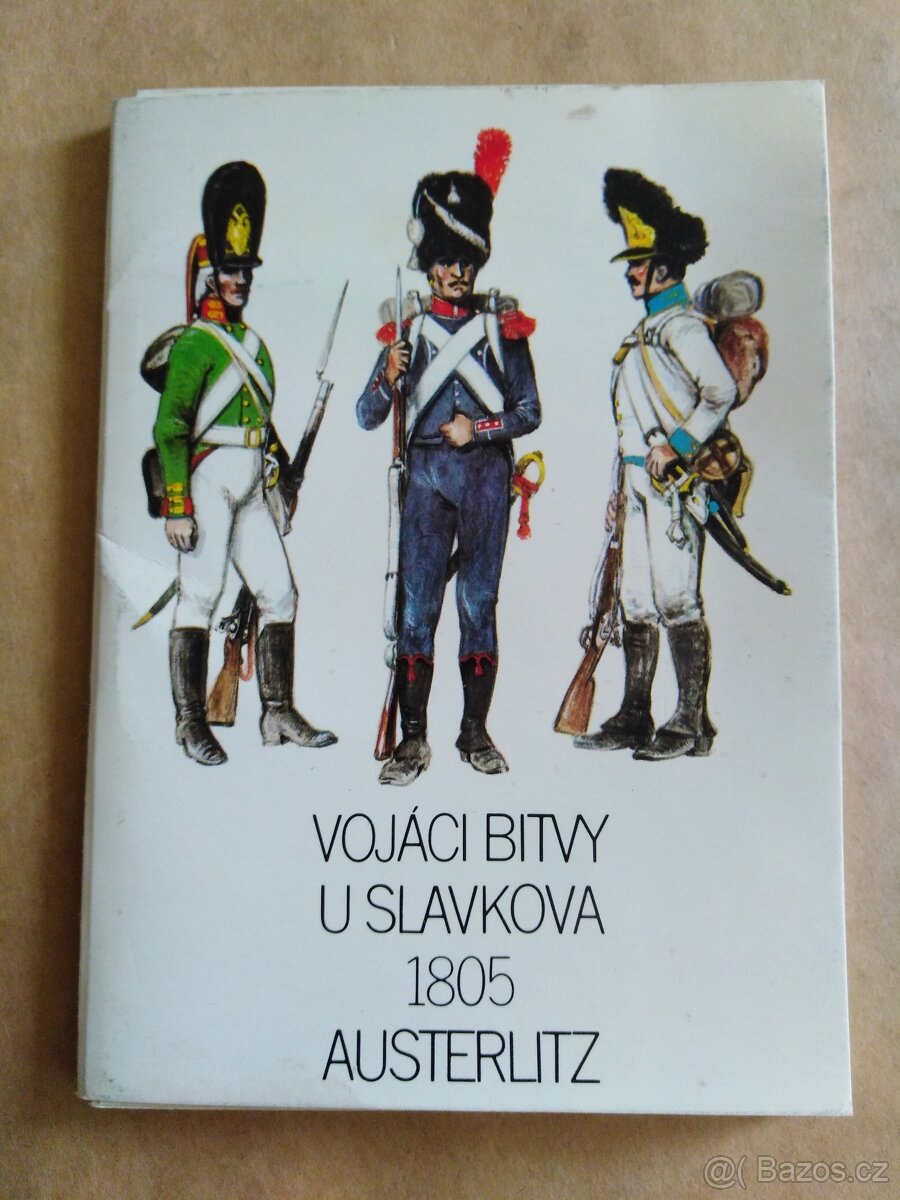 VOJÁCI BITVY
U SLAVKOVA
1805
AUSTERLITZ
@( Bazos.cz